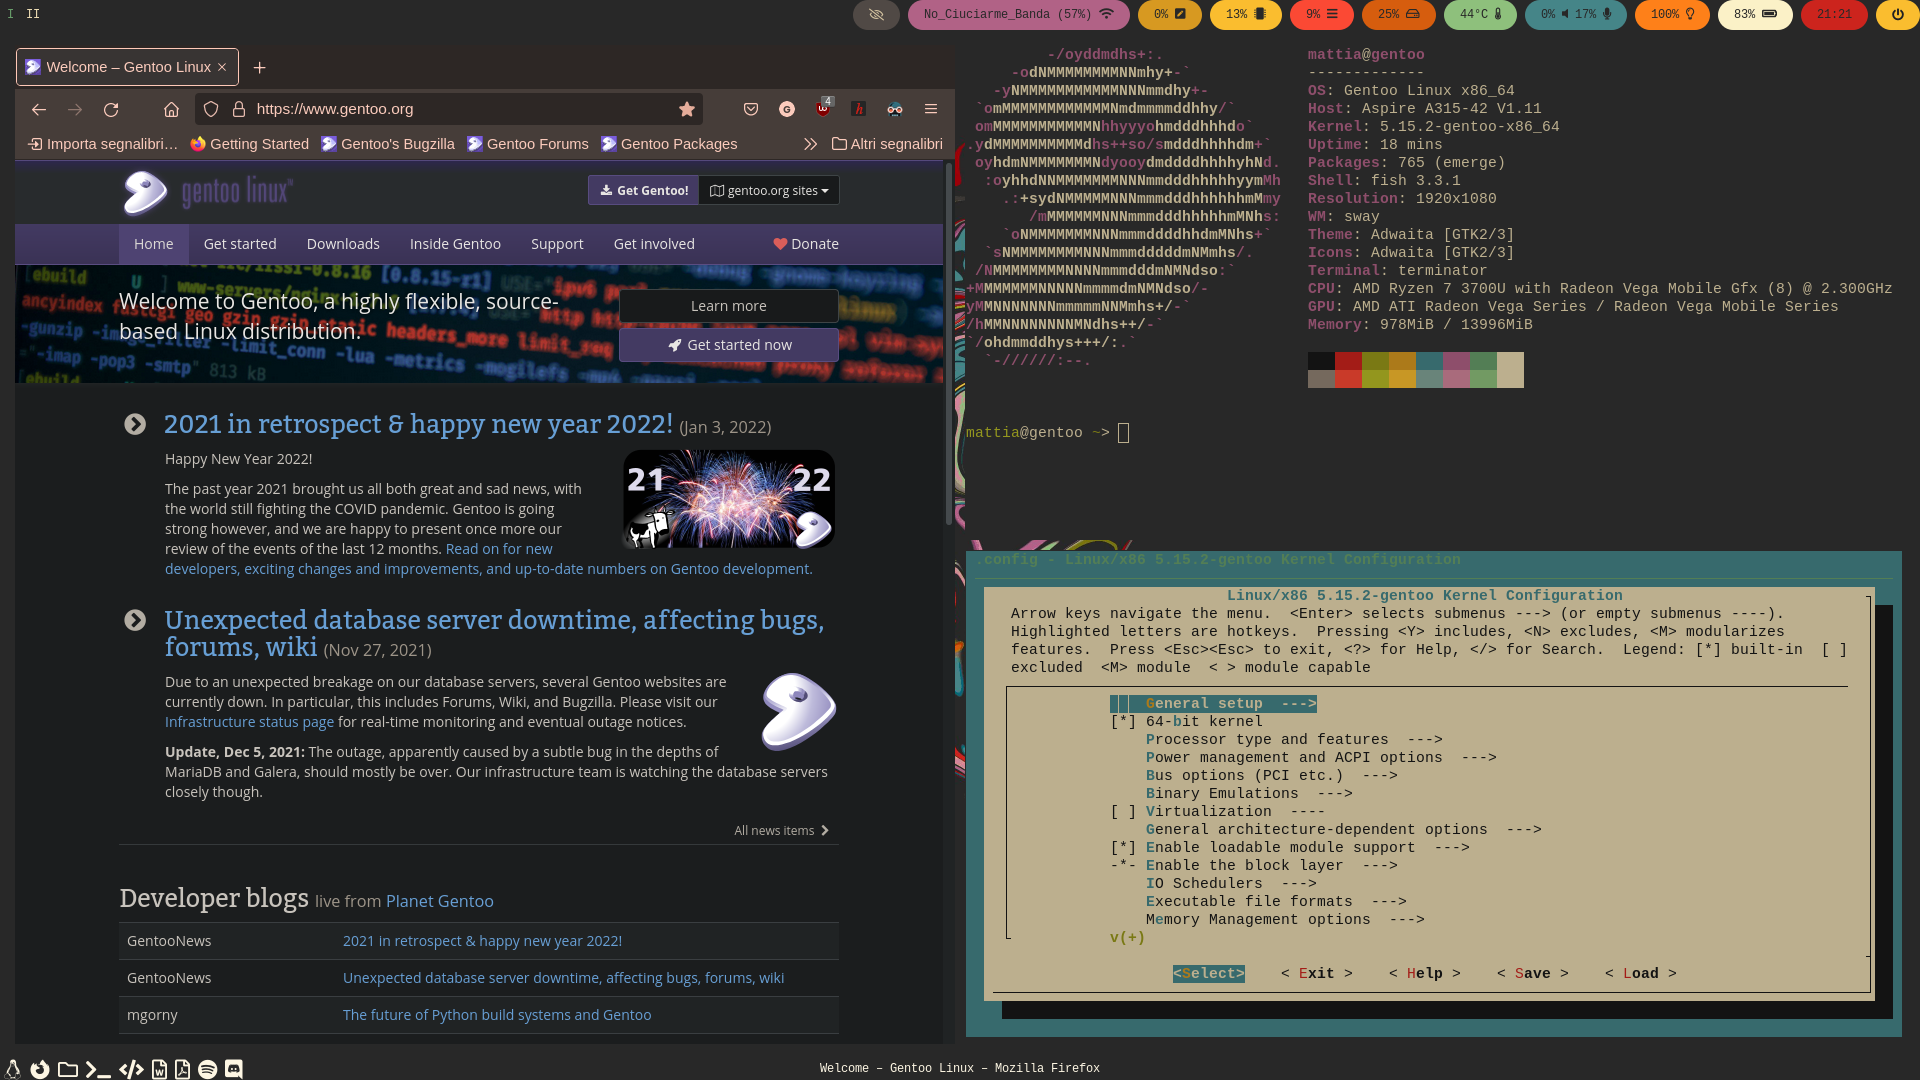 I II
No_Ciuciarme_Banda (57%)
0%
13%
9%
25%
44°C
0% 17%
100%
83%
21:21
Welcome – Gentoo Linux
https://www.gentoo.org
4
Importa segnalibri…
Getting Started
Gentoo's Bugzilla
Gentoo Forums
Gentoo Packages
Altri segnalibri
gentoo linux™
Get Gentoo!
gentoo.org sites
Home Get started Downloads Inside Gentoo Support Get involved Donate
Welcome to Gentoo, a highly flexible, source-
based Linux distribution.
Learn more
Get started now
2021 in retrospect & happy new year 2022! (Jan 3, 2022)
Happy New Year 2022!
The past year 2021 brought us all both great and sad news, with
the world still fighting the COVID pandemic. Gentoo is going
strong however, and we are happy to present once more our
review of the events of the last 12 months. Read on for new
developers, exciting changes and improvements, and up-to-date numbers on Gentoo development.
21 22
Unexpected database server downtime, affecting bugs,
forums, wiki (Nov 27, 2021)
Due to an unexpected breakage on our database servers, several Gentoo websites are
currently down. In particular, this includes Forums, Wiki, and Bugzilla. Please visit our
Infrastructure status page for real-time monitoring and eventual outage notices.
Update, Dec 5, 2021: The outage, apparently caused by a subtle bug in the depths of
MariaDB and Galera, should mostly be over. Our infrastructure team is watching the database servers
closely though.
All news items
Developer blogs live from Planet Gentoo
GentooNews 2021 in retrospect & happy new year 2022!
GentooNews Unexpected database server downtime, affecting bugs, forums, wiki
mgorny The future of Python build systems and Gentoo
mattia@gentoo
-------------
OS: Gentoo Linux x86_64
Host: Aspire A315-42 V1.11
Kernel: 5.15.2-gentoo-x86_64
Uptime: 18 mins
Packages: 765 (emerge)
Shell: fish 3.3.1
Resolution: 1920x1080
WM: sway
Theme: Adwaita [GTK2/3]
Icons: Adwaita [GTK2/3]
Terminal: terminator
CPU: AMD Ryzen 7 3700U with Radeon Vega Mobile Gfx (8) @ 2.300GHz
GPU: AMD ATI Radeon Vega Series / Radeon Vega Mobile Series
Memory: 978MiB / 13996MiB
mattia@gentoo ~>
.config - Linux/x86 5.15.2-gentoo Kernel Configuration
Linux/x86 5.15.2-gentoo Kernel Configuration
Arrow keys navigate the menu.  <Enter> selects submenus ---> (or empty submenus ----).
Highlighted letters are hotkeys.  Pressing <Y> includes, <N> excludes, <M> modularizes
features.  Press <Esc><Esc> to exit, <?> for Help, </> for Search.  Legend: [*] built-in  [ ]
excluded  <M> module  < > module capable
General setup  --->
[*] 64-bit kernel
Processor type and features  --->
Power management and ACPI options  --->
Bus options (PCI etc.)  --->
Binary Emulations  --->
[ ] Virtualization  ----
General architecture-dependent options  --->
[*] Enable loadable module support  --->
-*- Enable the block layer  --->
IO Schedulers  --->
Executable file formats  --->
Memory Management options  --->
v(+)
<Select> < Exit > < Help > < Save > < Load >
Welcome – Gentoo Linux – Mozilla Firefox